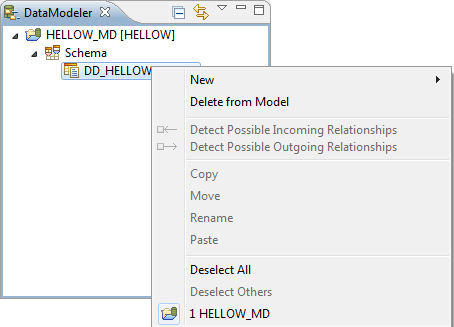 DataModeler
HELLOW_MD [HELLOW]
Schema
DD_HELLOW
New
Delete from Model
Detect Possible Incoming Relationships
Detect Possible Outgoing Relationships
Copy
Move
Rename
Paste
Deselect All
Deselect Others
1 HELLOW_MD